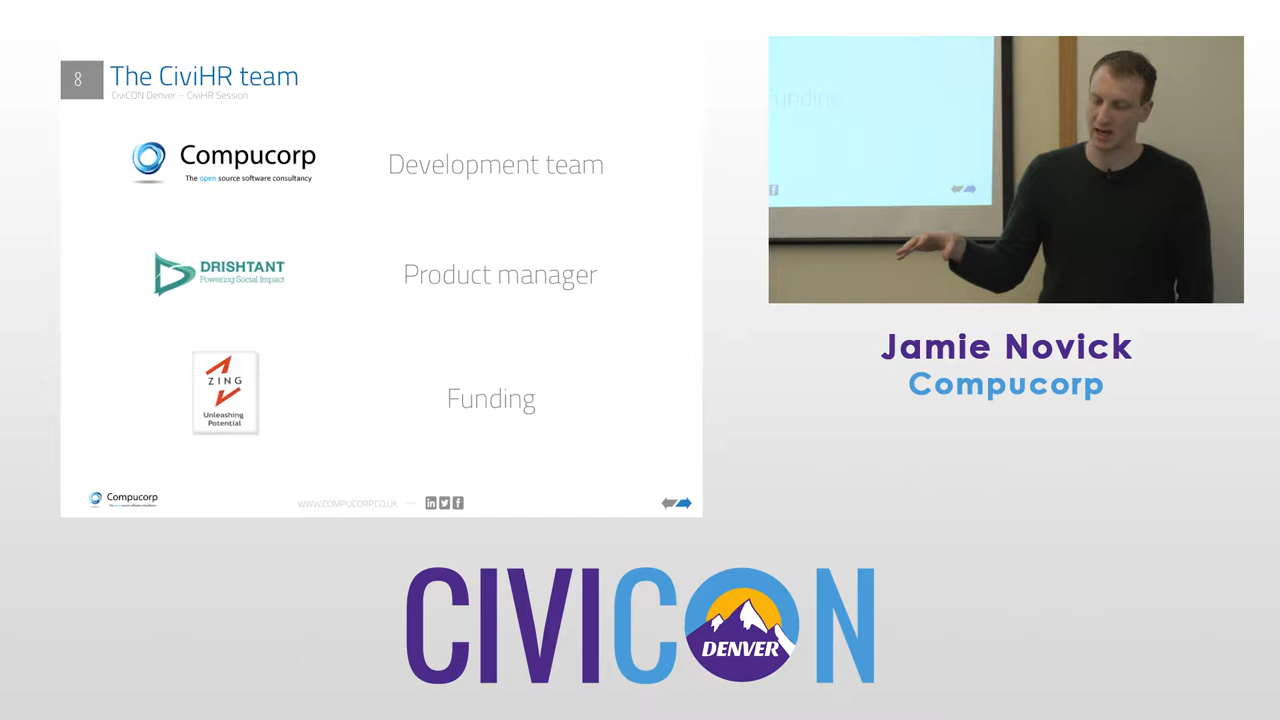 8
The CiviHR team
CiviCON Denver – CiviHR Session
Compucorp
The open source software consultancy
Development team
DRISHTANT
Powering Social Impact
Product manager
ZING
Unleashing
Potential
Funding
Compucorp
WWW.COMPUCORP.CO.UK
Funding
Jamie Novick
Compucorp
CIVICON
DENVER